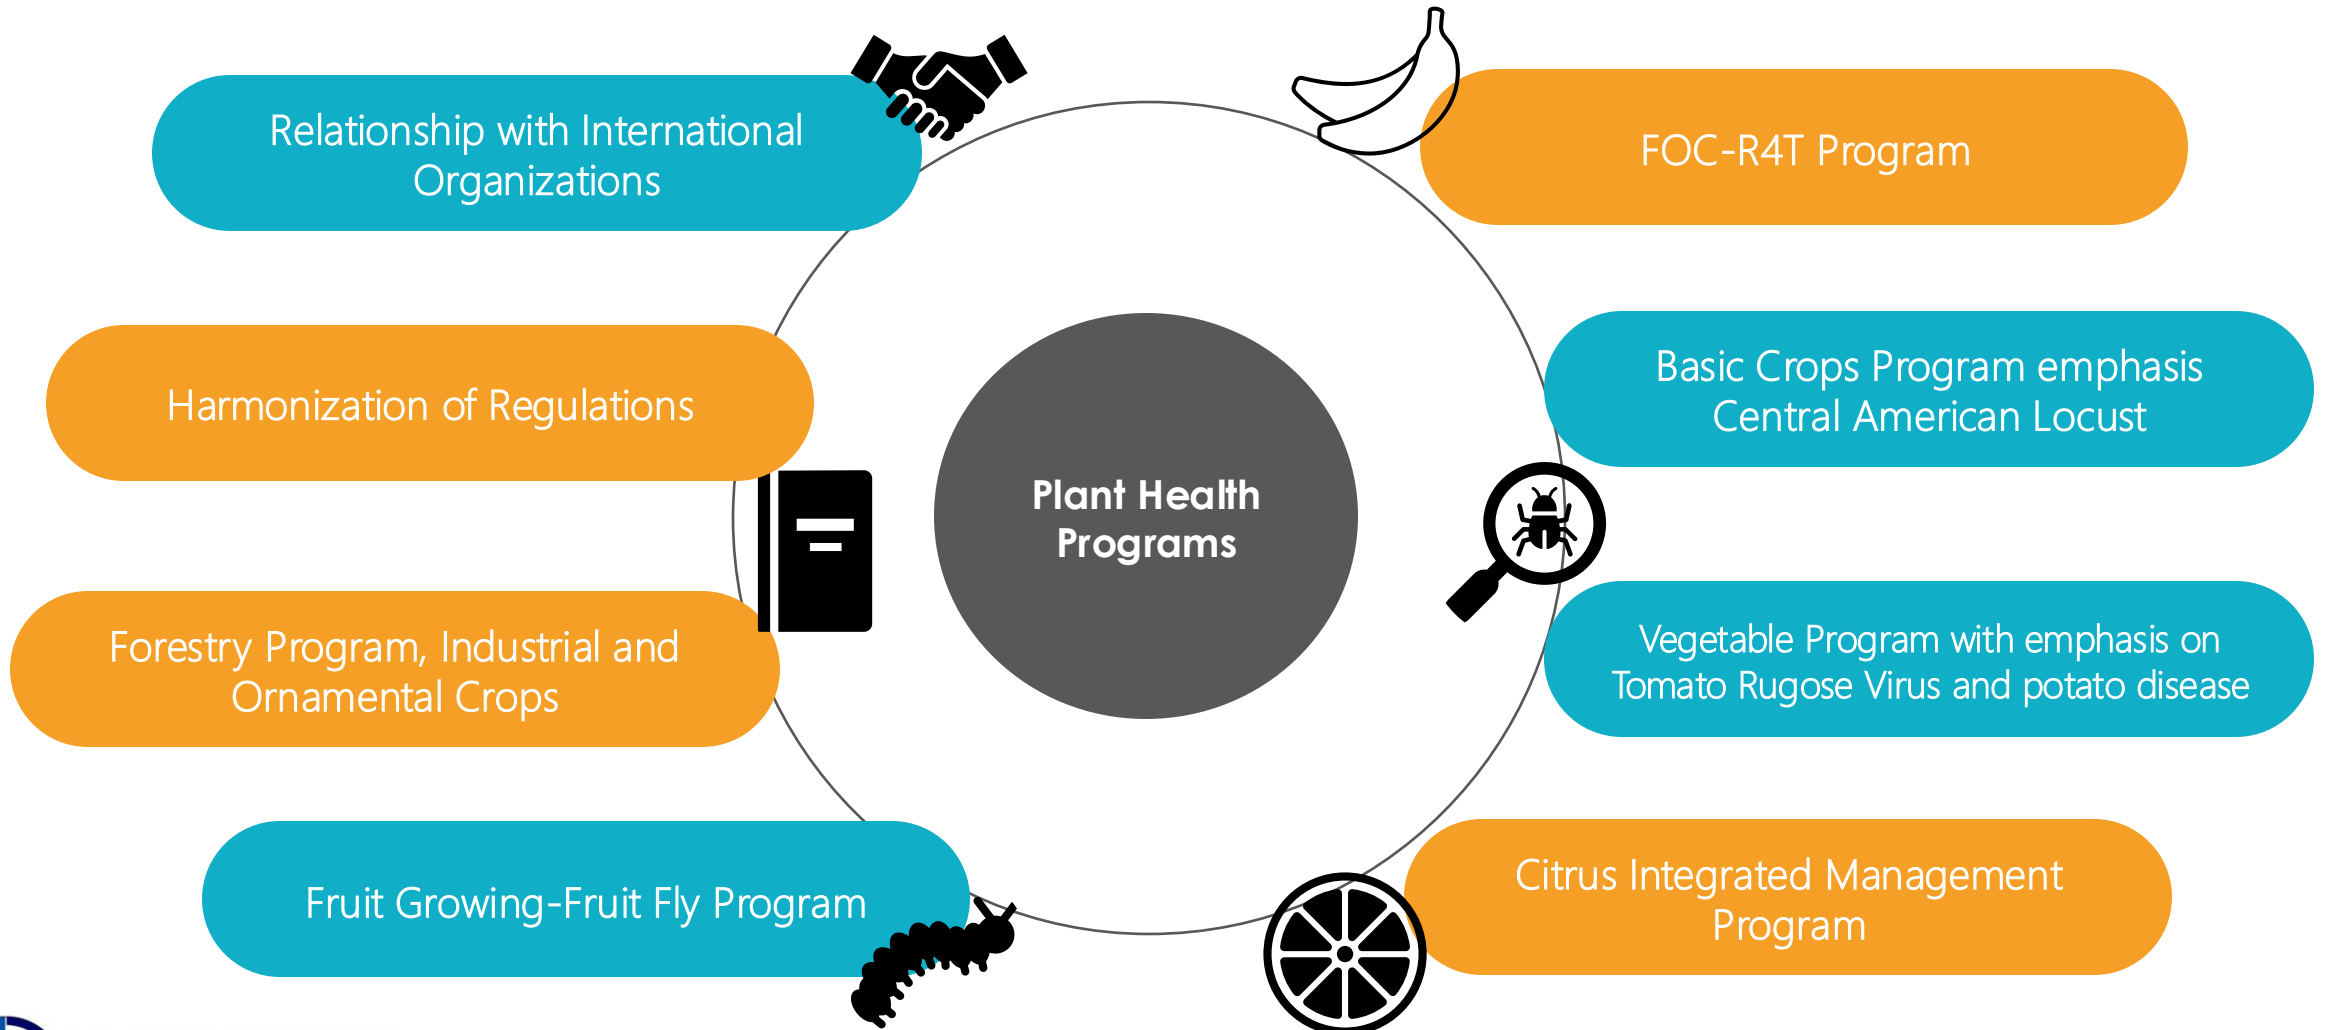 Relationship with International
Organizations
FOC-R4T Program
Harmonization of Regulations
Basic Crops Program emphasis
Central American Locust
Plant Health
Programs
Forestry Program, Industrial and
Ornamental Crops
Vegetable Program with emphasis on
Tomato Rugose Virus and potato disease
Fruit Growing-Fruit Fly Program
Citrus Integrated Management
Program